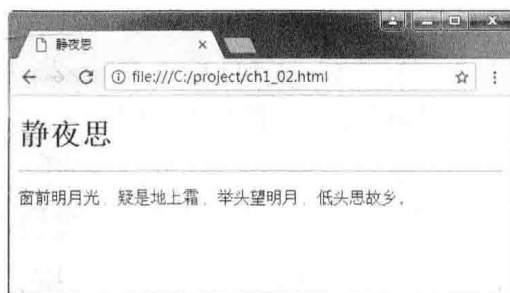 静夜思
file:///C:/project/ch1_02.html
静夜思
窗前明月光，疑是地上霜，举头望明月，低头思故乡。